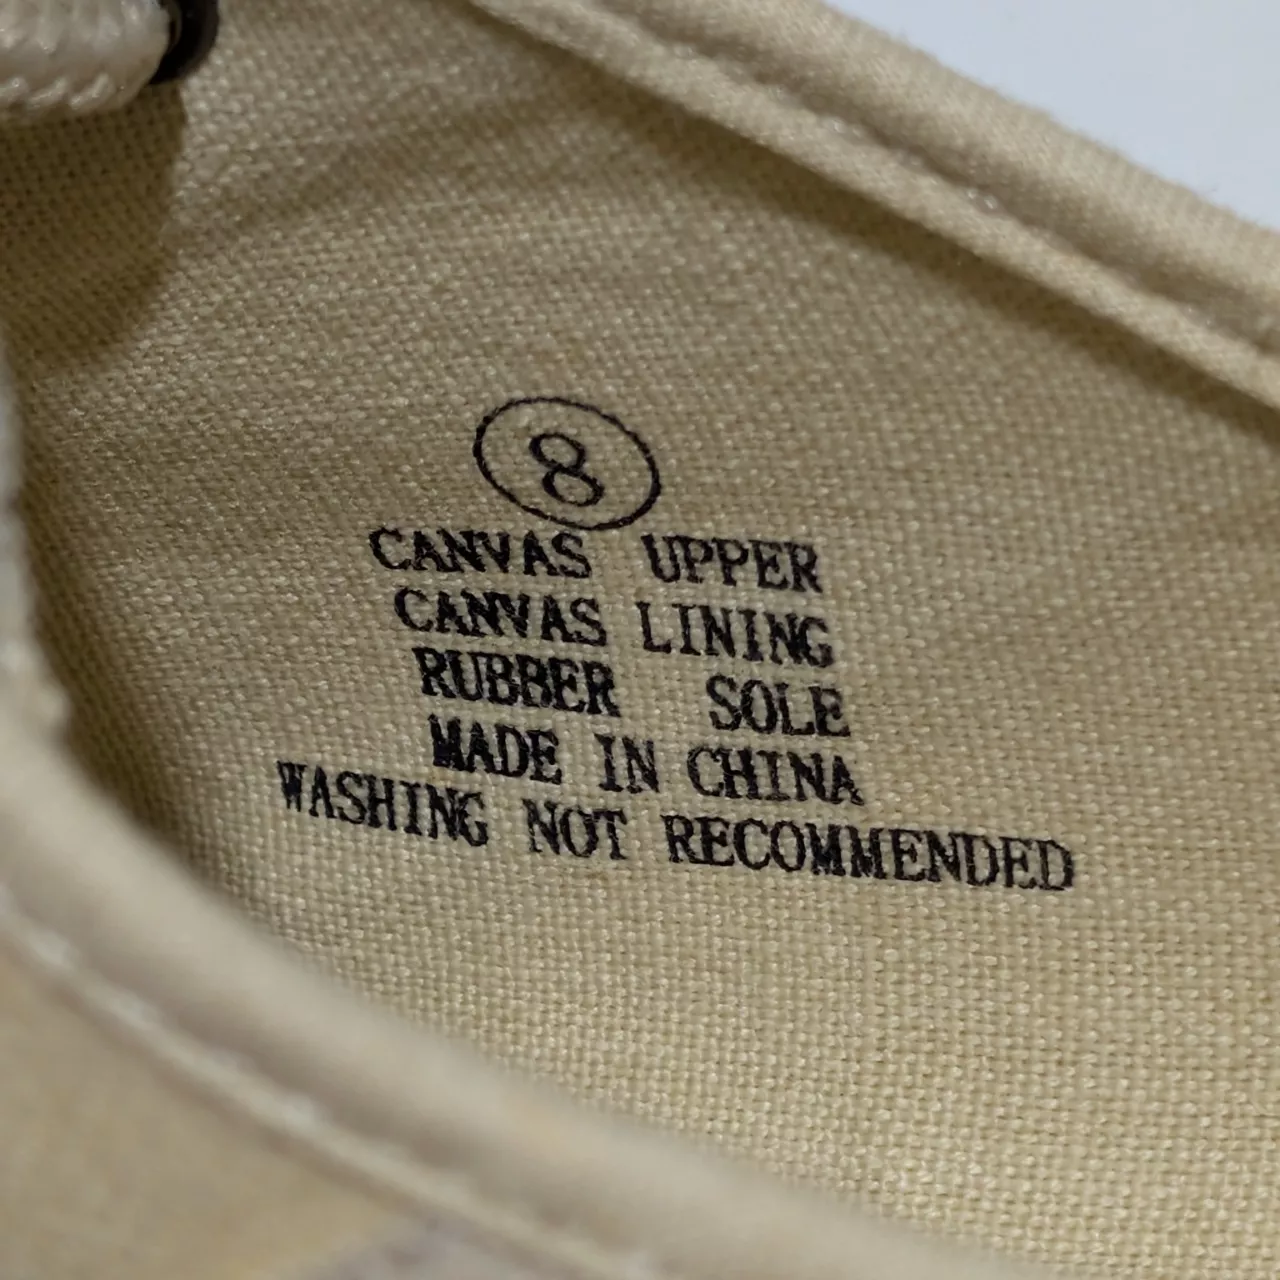 8
CANVAS UPPER
CANVAS LINING
RUBBER SOLE
MADE IN CHINA
WASHING NOT RECOMMENDED